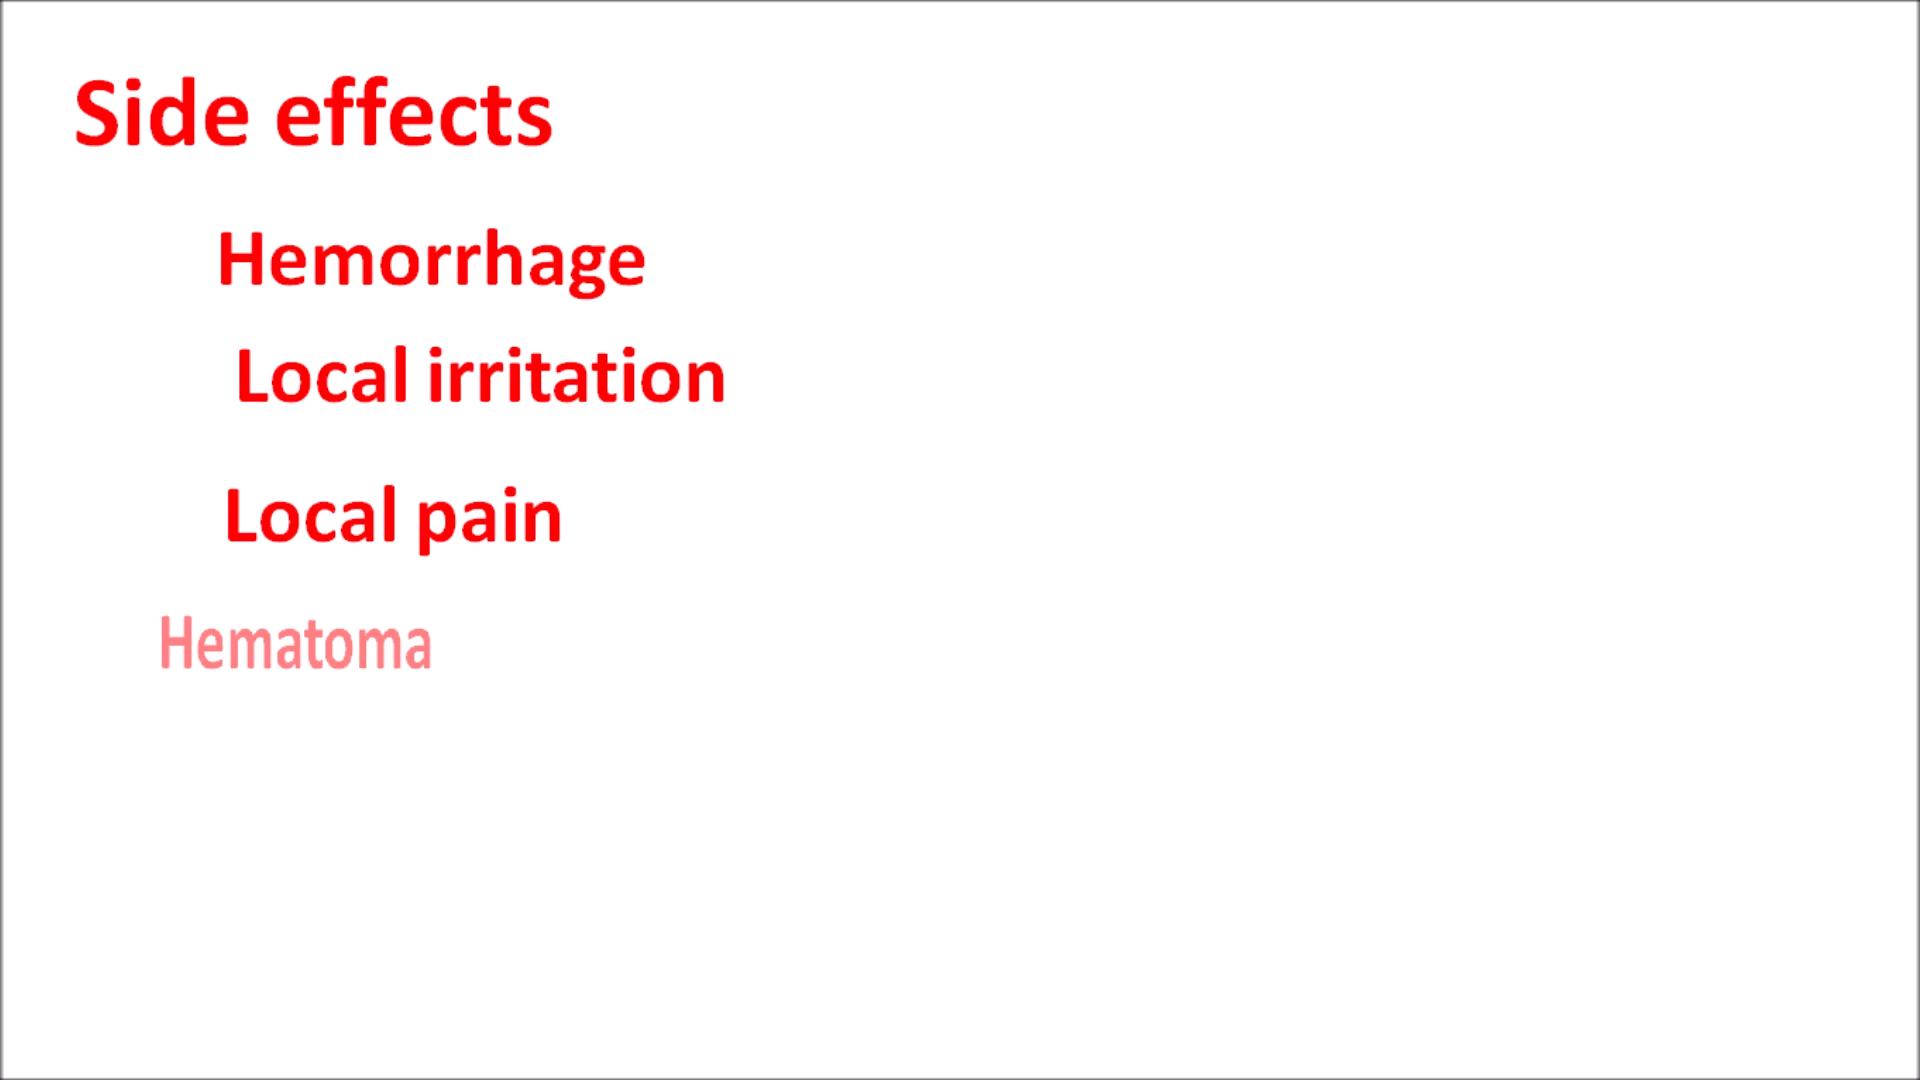 Side effects
Hemorrhage
Local irritation
Local pain
Hematoma